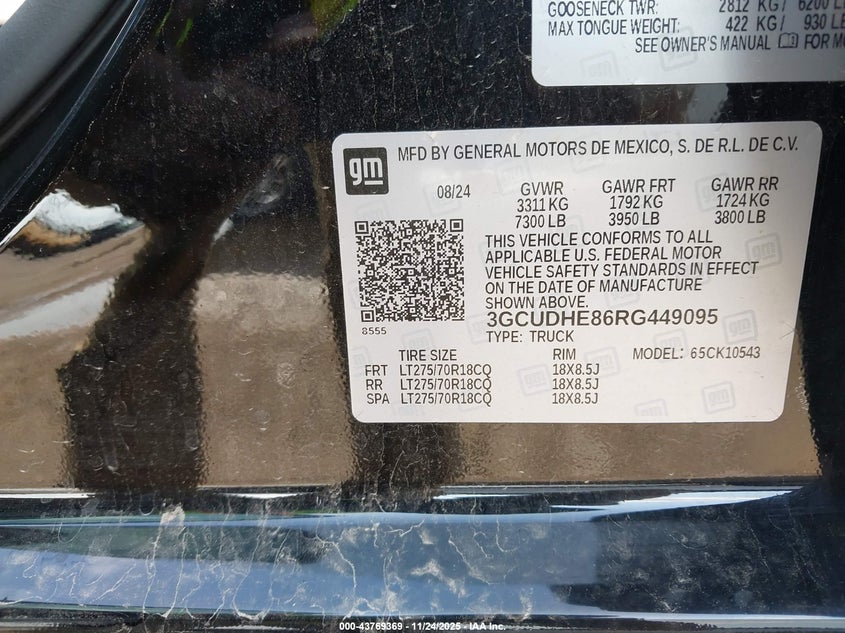 GOOSENECK TWR: 2812 KG / 6200 LB
MAX TONGUE WEIGHT: 422 KG / 930 LB
SEE OWNER'S MANUAL FOR MO
gm MFD BY GENERAL MOTORS DE MEXICO, S. DE R.L. DE C.V.
08/24 GVWR GAWR FRT GAWR RR
3311 KG 1792 KG 1724 KG
7300 LB 3950 LB 3800 LB
THIS VEHICLE CONFORMS TO ALL
APPLICABLE U.S. FEDERAL MOTOR
VEHICLE SAFETY STANDARDS IN EFFECT
ON THE DATE OF MANUFACTURE
SHOWN ABOVE.
8555
3GCUDHE86RG449095
TYPE: TRUCK
TIRE SIZE RIM MODEL: 65CK10543
FRT LT275/70R18CQ 18X8.5J
RR LT275/70R18CQ 18X8.5J
SPA LT275/70R18CQ 18X8.5J
000-43769369 - 11/24/2025 - IAA Inc.